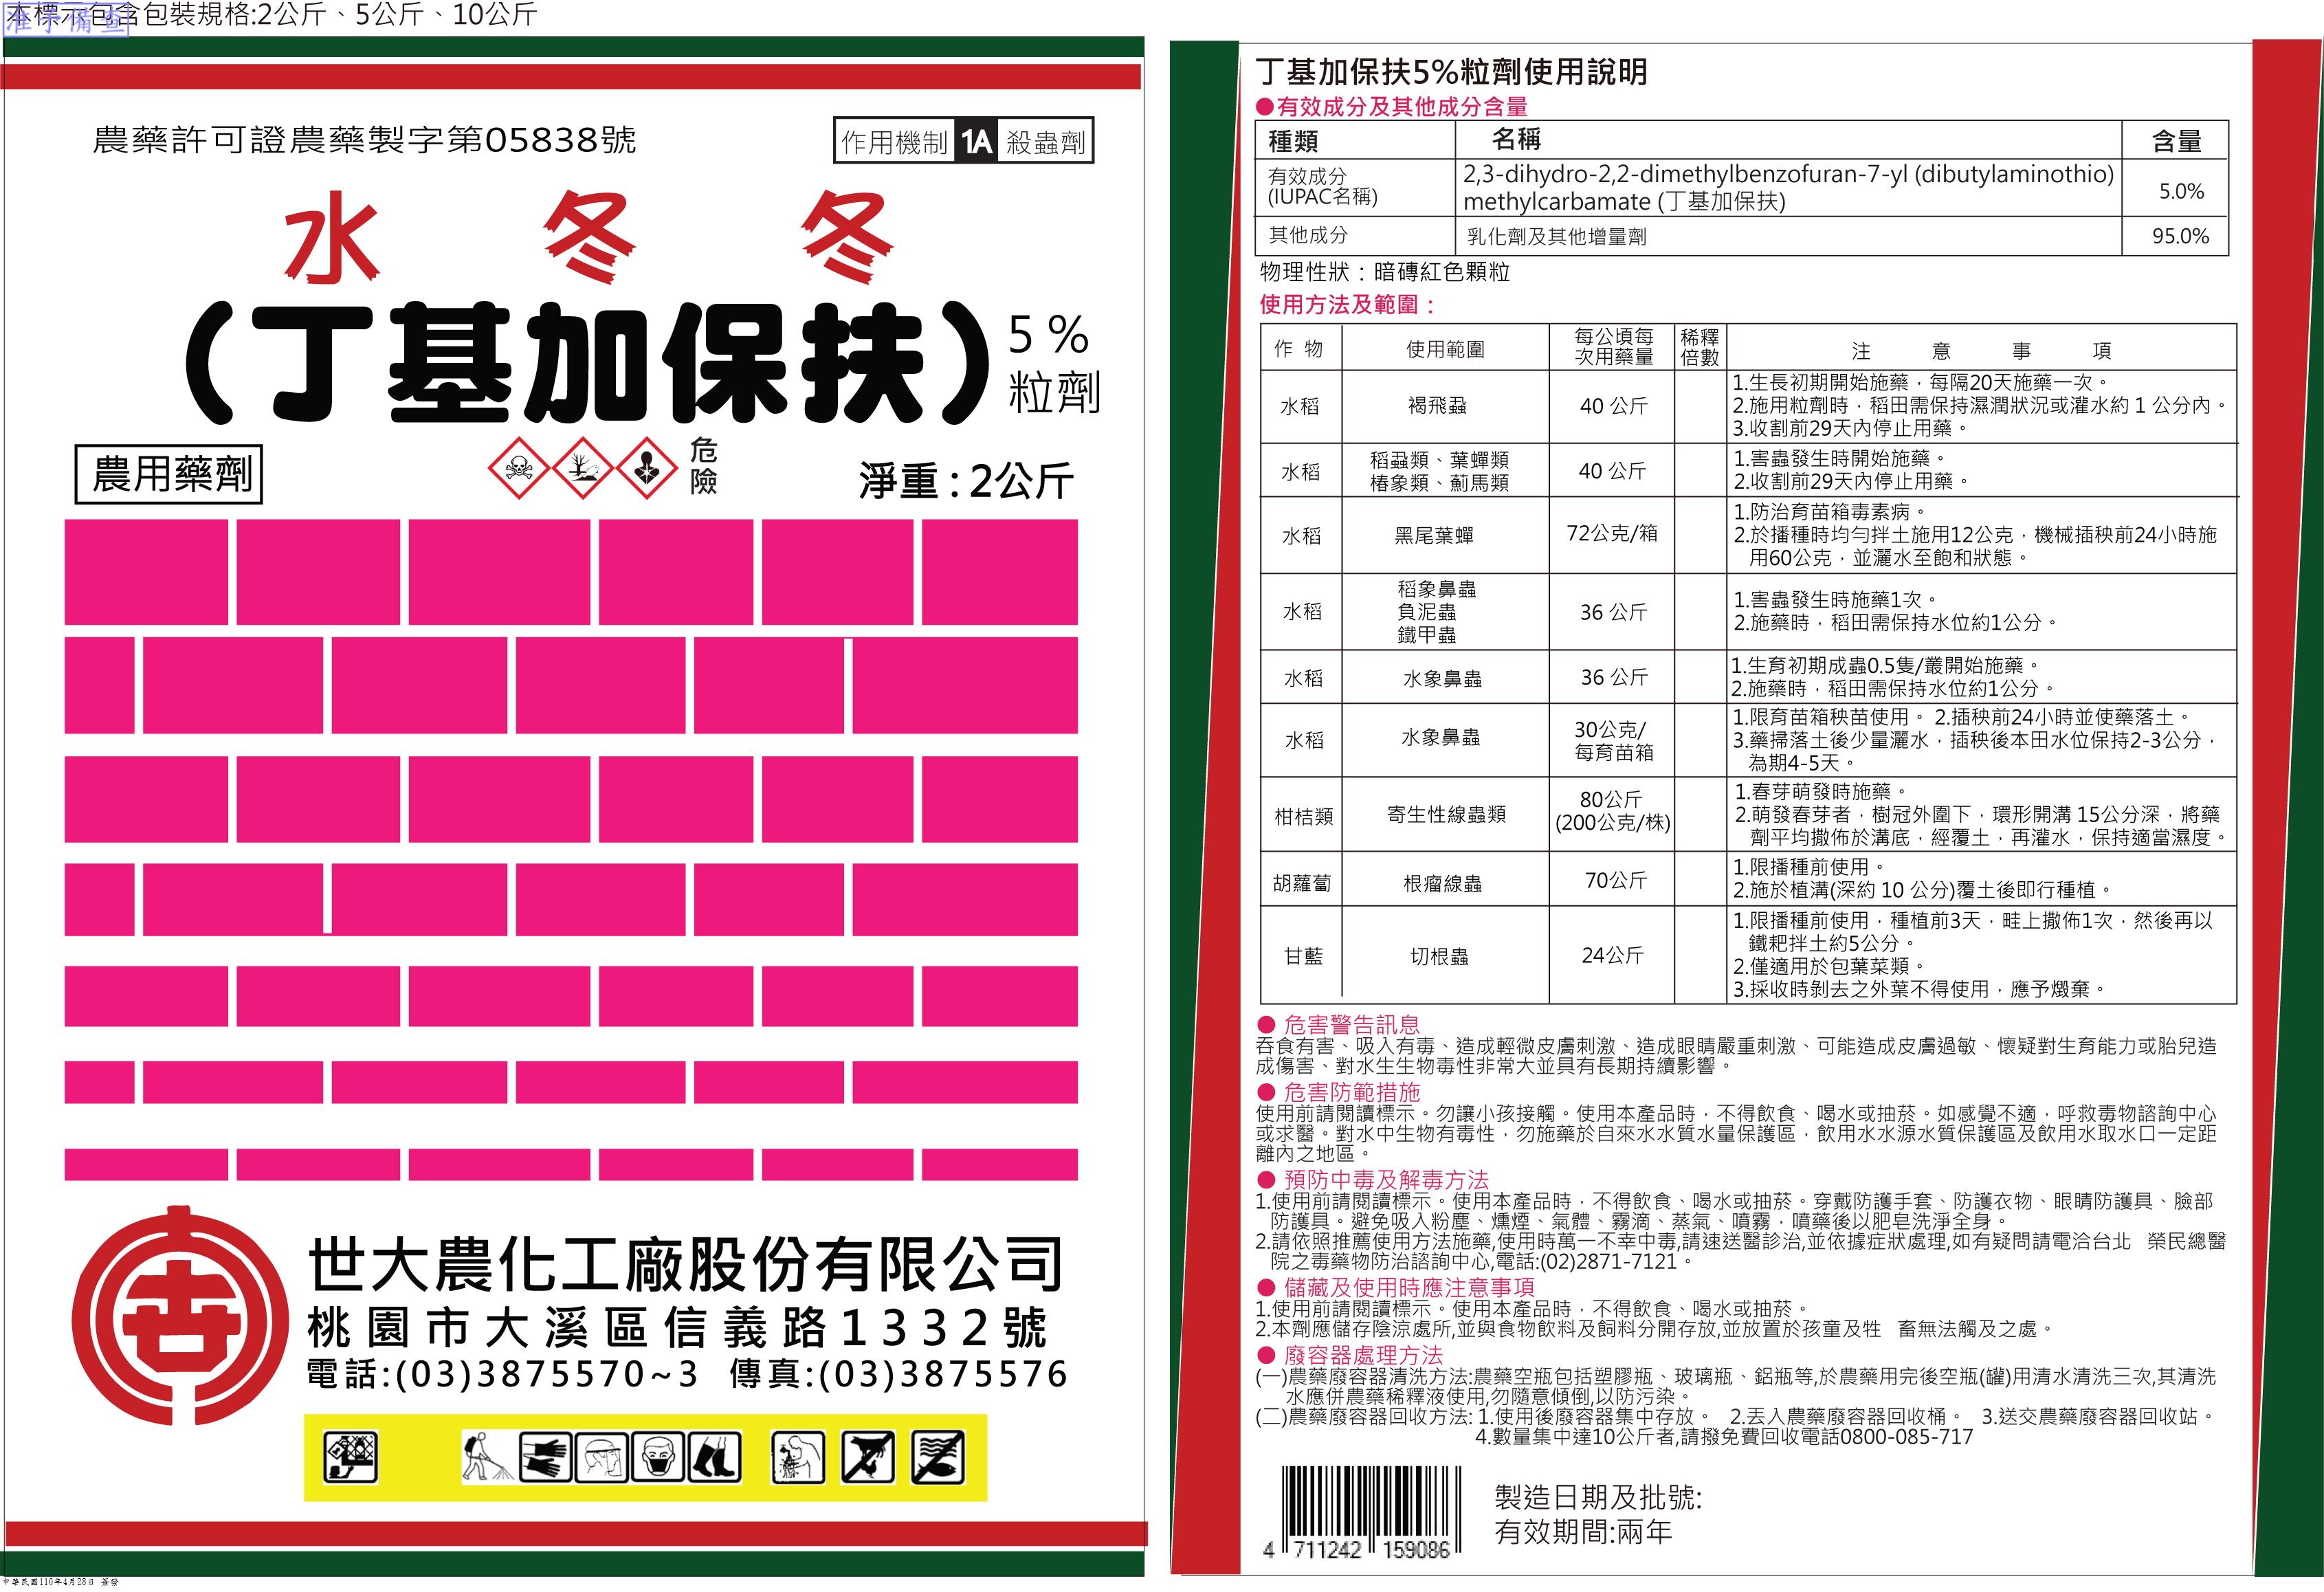 本標示包含包裝規格:2公斤、5公斤、10公斤
准予備查
農藥許可證農藥製字第05838號
作用機制 1A 殺蟲劑
水冬冬
(丁基加保扶)
5%
粒劑
農用藥劑
危
險
淨重:2公斤
世大農化工廠股份有限公司
桃園市大溪區信義路1332號
電話:(03)3875570~3 傳真:(03)3875576
中華民國110年4月28日 簽發
丁基加保扶5%粒劑使用說明
●有效成分及其他成分含量
種類 名稱 含量
有效成分
(IUPAC名稱)
2,3-dihydro-2,2-dimethylbenzofuran-7-yl (dibutylaminothio)
methylcarbamate (丁基加保扶)
5.0%
其他成分 乳化劑及其他增量劑 95.0%
物理性狀：暗磚紅色顆粒
使用方法及範圍：
作物 使用範圍 每公頃每
次用藥量 稀釋
倍數 注意事項
水稻 褐飛蝨 40 公斤
1.生長初期開始施藥，每隔20天施藥一次。
2.施用粒劑時，稻田需保持濕潤狀況或灌水約 1 公分內。
3.收割前29天內停止用藥。
水稻 稻蝨類、葉蟬類
椿象類、薊馬類 40 公斤
1.害蟲發生時開始施藥。
2.收割前29天內停止用藥。
水稻 黑尾葉蟬 72公克/箱
1.防治育苗箱毒素病。
2.於播種時均勻拌土施用12公克，機械插秧前24小時施
用60公克，並灑水至飽和狀態。
水稻 稻象鼻蟲
負泥蟲
鐵甲蟲 36 公斤
1.害蟲發生時施藥1次。
2.施藥時，稻田需保持水位約1公分。
水稻 水象鼻蟲 36 公斤
1.生育初期成蟲0.5隻/叢開始施藥。
2.施藥時，稻田需保持水位約1公分。
水稻 水象鼻蟲 30公克/
每育苗箱
1.限育苗箱秧苗使用。 2.插秧前24小時並使藥落土。
3.藥掃落土後少量灑水，插秧後本田水位保持2-3公分，
為期4-5天。
柑桔類 寄生性線蟲類 80公斤
(200公克/株)
1.春芽萌發時施藥。
2.萌發春芽者，樹冠外圍下，環形開溝 15公分深，將藥
劑平均撒佈於溝底，經覆土，再灌水，保持適當濕度。
胡蘿蔔 根瘤線蟲 70公斤
1.限播種前使用。
2.施於植溝(深約 10 公分)覆土後即行種植。
甘藍 切根蟲 24公斤
1.限播種前使用，種植前3天，畦上撒佈1次，然後再以
鐵耙拌土約5公分。
2.僅適用於包葉菜類。
3.採收時剝去之外葉不得使用，應予燬棄。
● 危害警告訊息
吞食有害、吸入有毒、造成輕微皮膚刺激、造成眼睛嚴重刺激、可能造成皮膚過敏、懷疑對生育能力或胎兒造
成傷害、對水生生物毒性非常大並具有長期持續影響。
● 危害防範措施
使用前請閱讀標示。勿讓小孩接觸。使用本產品時，不得飲食、喝水或抽菸。如感覺不適，呼救毒物諮詢中心
或求醫。對水中生物有毒性，勿施藥於自來水水質水量保護區，飲用水水源水質保護區及飲用水取水口一定距
離內之地區。
● 預防中毒及解毒方法
1.使用前請閱讀標示。使用本產品時，不得飲食、喝水或抽菸。穿戴防護手套、防護衣物、眼睛防護具、臉部
防護具。避免吸入粉塵、燻煙、氣體、霧滴、蒸氣、噴霧，噴藥後以肥皂洗淨全身。
2.請依照推薦使用方法施藥,使用時萬一不幸中毒,請速送醫診治,並依據症狀處理,如有疑問請電洽台北 榮民總醫
院之毒藥物防治諮詢中心,電話:(02)2871-7121。
● 儲藏及使用時應注意事項
1.使用前請閱讀標示。使用本產品時，不得飲食、喝水或抽菸。
2.本劑應儲存陰涼處所,並與食物飲料及飼料分開存放,並放置於孩童及牲 畜無法觸及之處。
● 廢容器處理方法
(一)農藥廢容器清洗方法:農藥空瓶包括塑膠瓶、玻璃瓶、鋁瓶等,於農藥用完後空瓶(罐)用清水清洗三次,其清洗
水應併農藥稀釋液使用,勿隨意傾倒,以防污染。
(二)農藥廢容器回收方法: 1.使用後廢容器集中存放。 2.丟入農藥廢容器回收桶。 3.送交農藥廢容器回收站。
4.數量集中達10公斤者,請撥免費回收電話0800-085-717
4 711242 159086
製造日期及批號:
有效期間:兩年